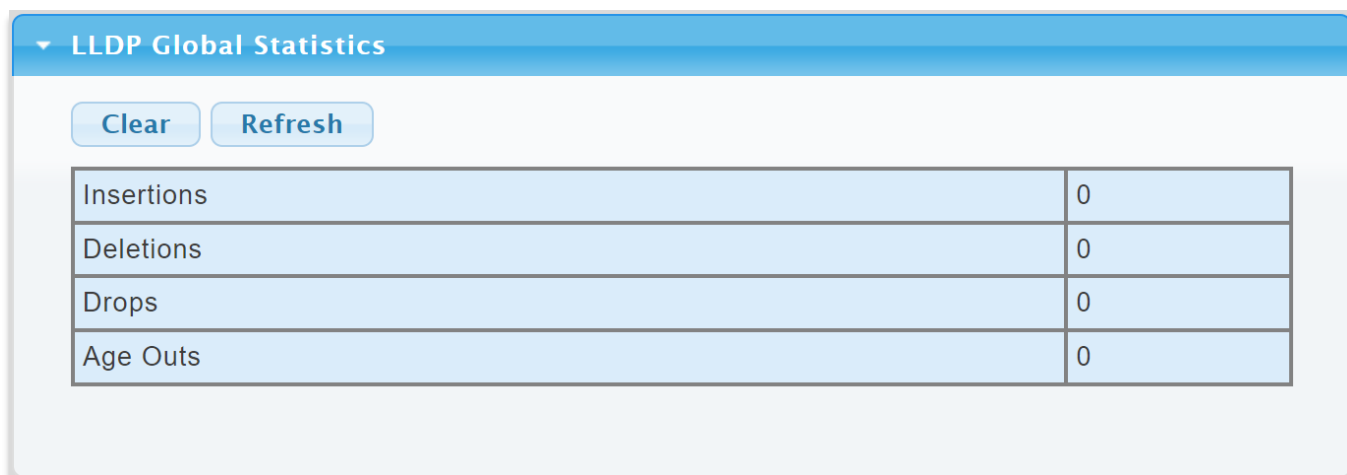 LLDP Global Statistics
Clear Refresh
Insertions 0
Deletions 0
Drops 0
Age Outs 0